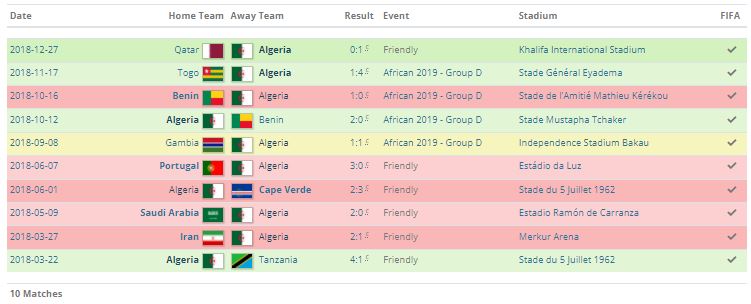 Date Home Team Away Team Result Event Stadium FIFA
2018-12-27 Qatar Algeria 0:1 Friendly Khalifa International Stadium ✓
2018-11-17 Togo Algeria 1:4 African 2019 - Group D Stade Général Eyadema ✓
2018-10-16 Benin Algeria 1:0 African 2019 - Group D Stade de l'Amitié Mathieu Kérékou ✓
2018-10-12 Algeria Benin 2:0 African 2019 - Group D Stade Mustapha Tchaker ✓
2018-09-08 Gambia Algeria 1:1 African 2019 - Group D Independence Stadium Bakau ✓
2018-06-07 Portugal Algeria 3:0 Friendly Estádio da Luz ✓
2018-06-01 Algeria Cape Verde 2:3 Friendly Stade du 5 Juillet 1962 ✓
2018-05-09 Saudi Arabia Algeria 2:0 Friendly Estadio Ramón de Carranza ✓
2018-03-27 Iran Algeria 2:1 Friendly Merkur Arena ✓
2018-03-22 Algeria Tanzania 4:1 Friendly Stade du 5 Juillet 1962 ✓
10 Matches